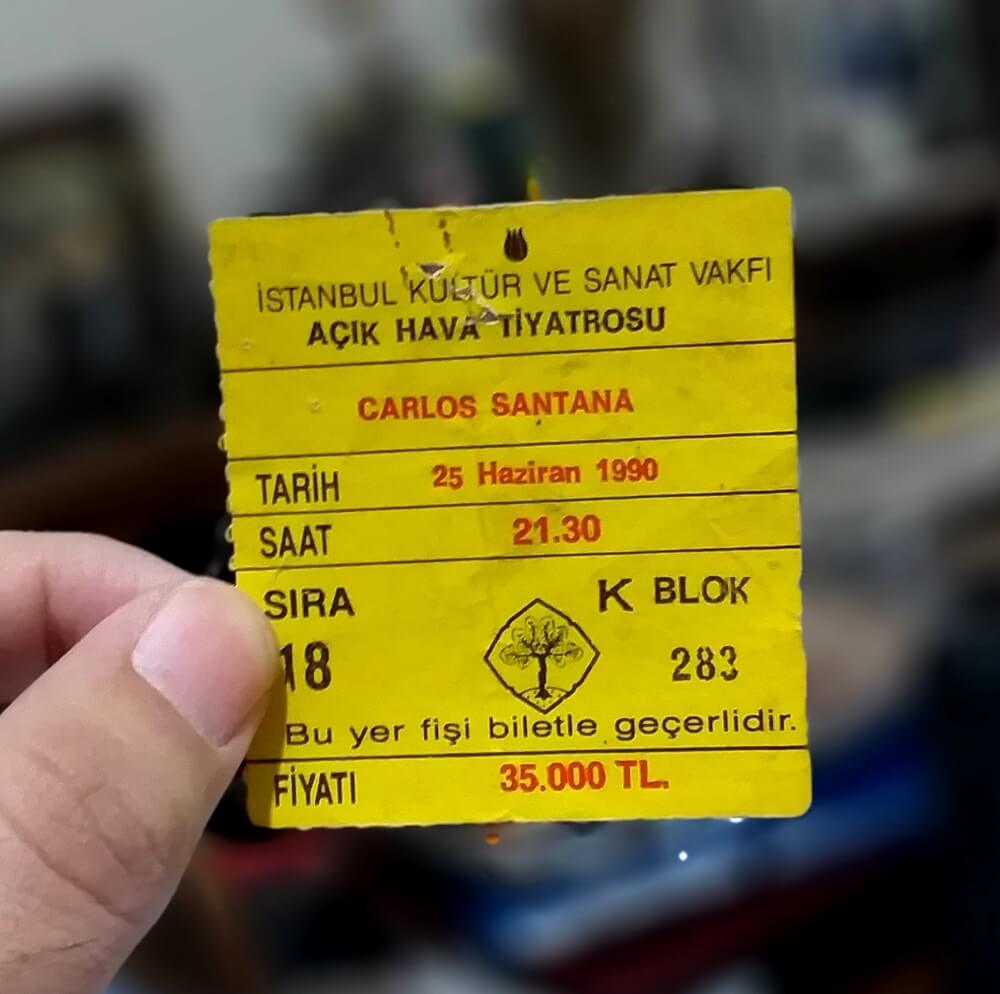 İSTANBUL KÜLTÜR VE SANAT VAKFI
AÇIK HAVA TİYATROSU
CARLOS SANTANA
TARİH 25 Haziran 1990
SAAT 21.30
SIRA K BLOK
18 283
Bu yer fişi biletle geçerlidir.
FİYATI 35.000 TL.